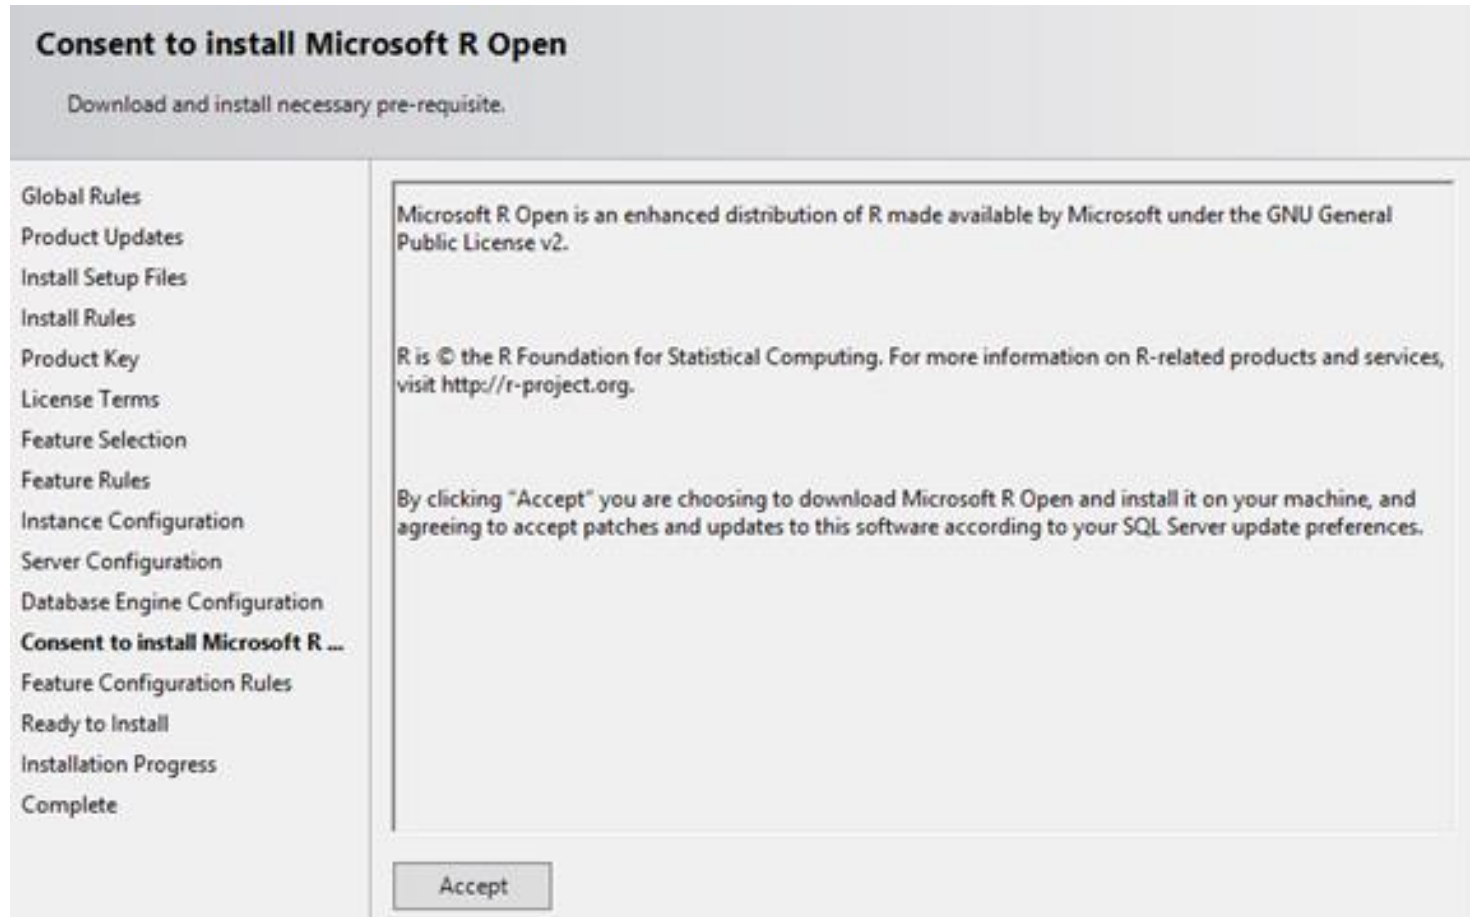 Consent to install Microsoft R Open
Download and install necessary pre-requisite.
Global Rules
Product Updates
Install Setup Files
Install Rules
Product Key
License Terms
Feature Selection
Feature Rules
Instance Configuration
Server Configuration
Database Engine Configuration
Consent to install Microsoft R ...
Feature Configuration Rules
Ready to Install
Installation Progress
Complete
Microsoft R Open is an enhanced distribution of R made available by Microsoft under the GNU General
Public License v2.
R is © the R Foundation for Statistical Computing. For more information on R-related products and services,
visit http://r-project.org.
By clicking "Accept" you are choosing to download Microsoft R Open and install it on your machine, and
agreeing to accept patches and updates to this software according to your SQL Server update preferences.
Accept